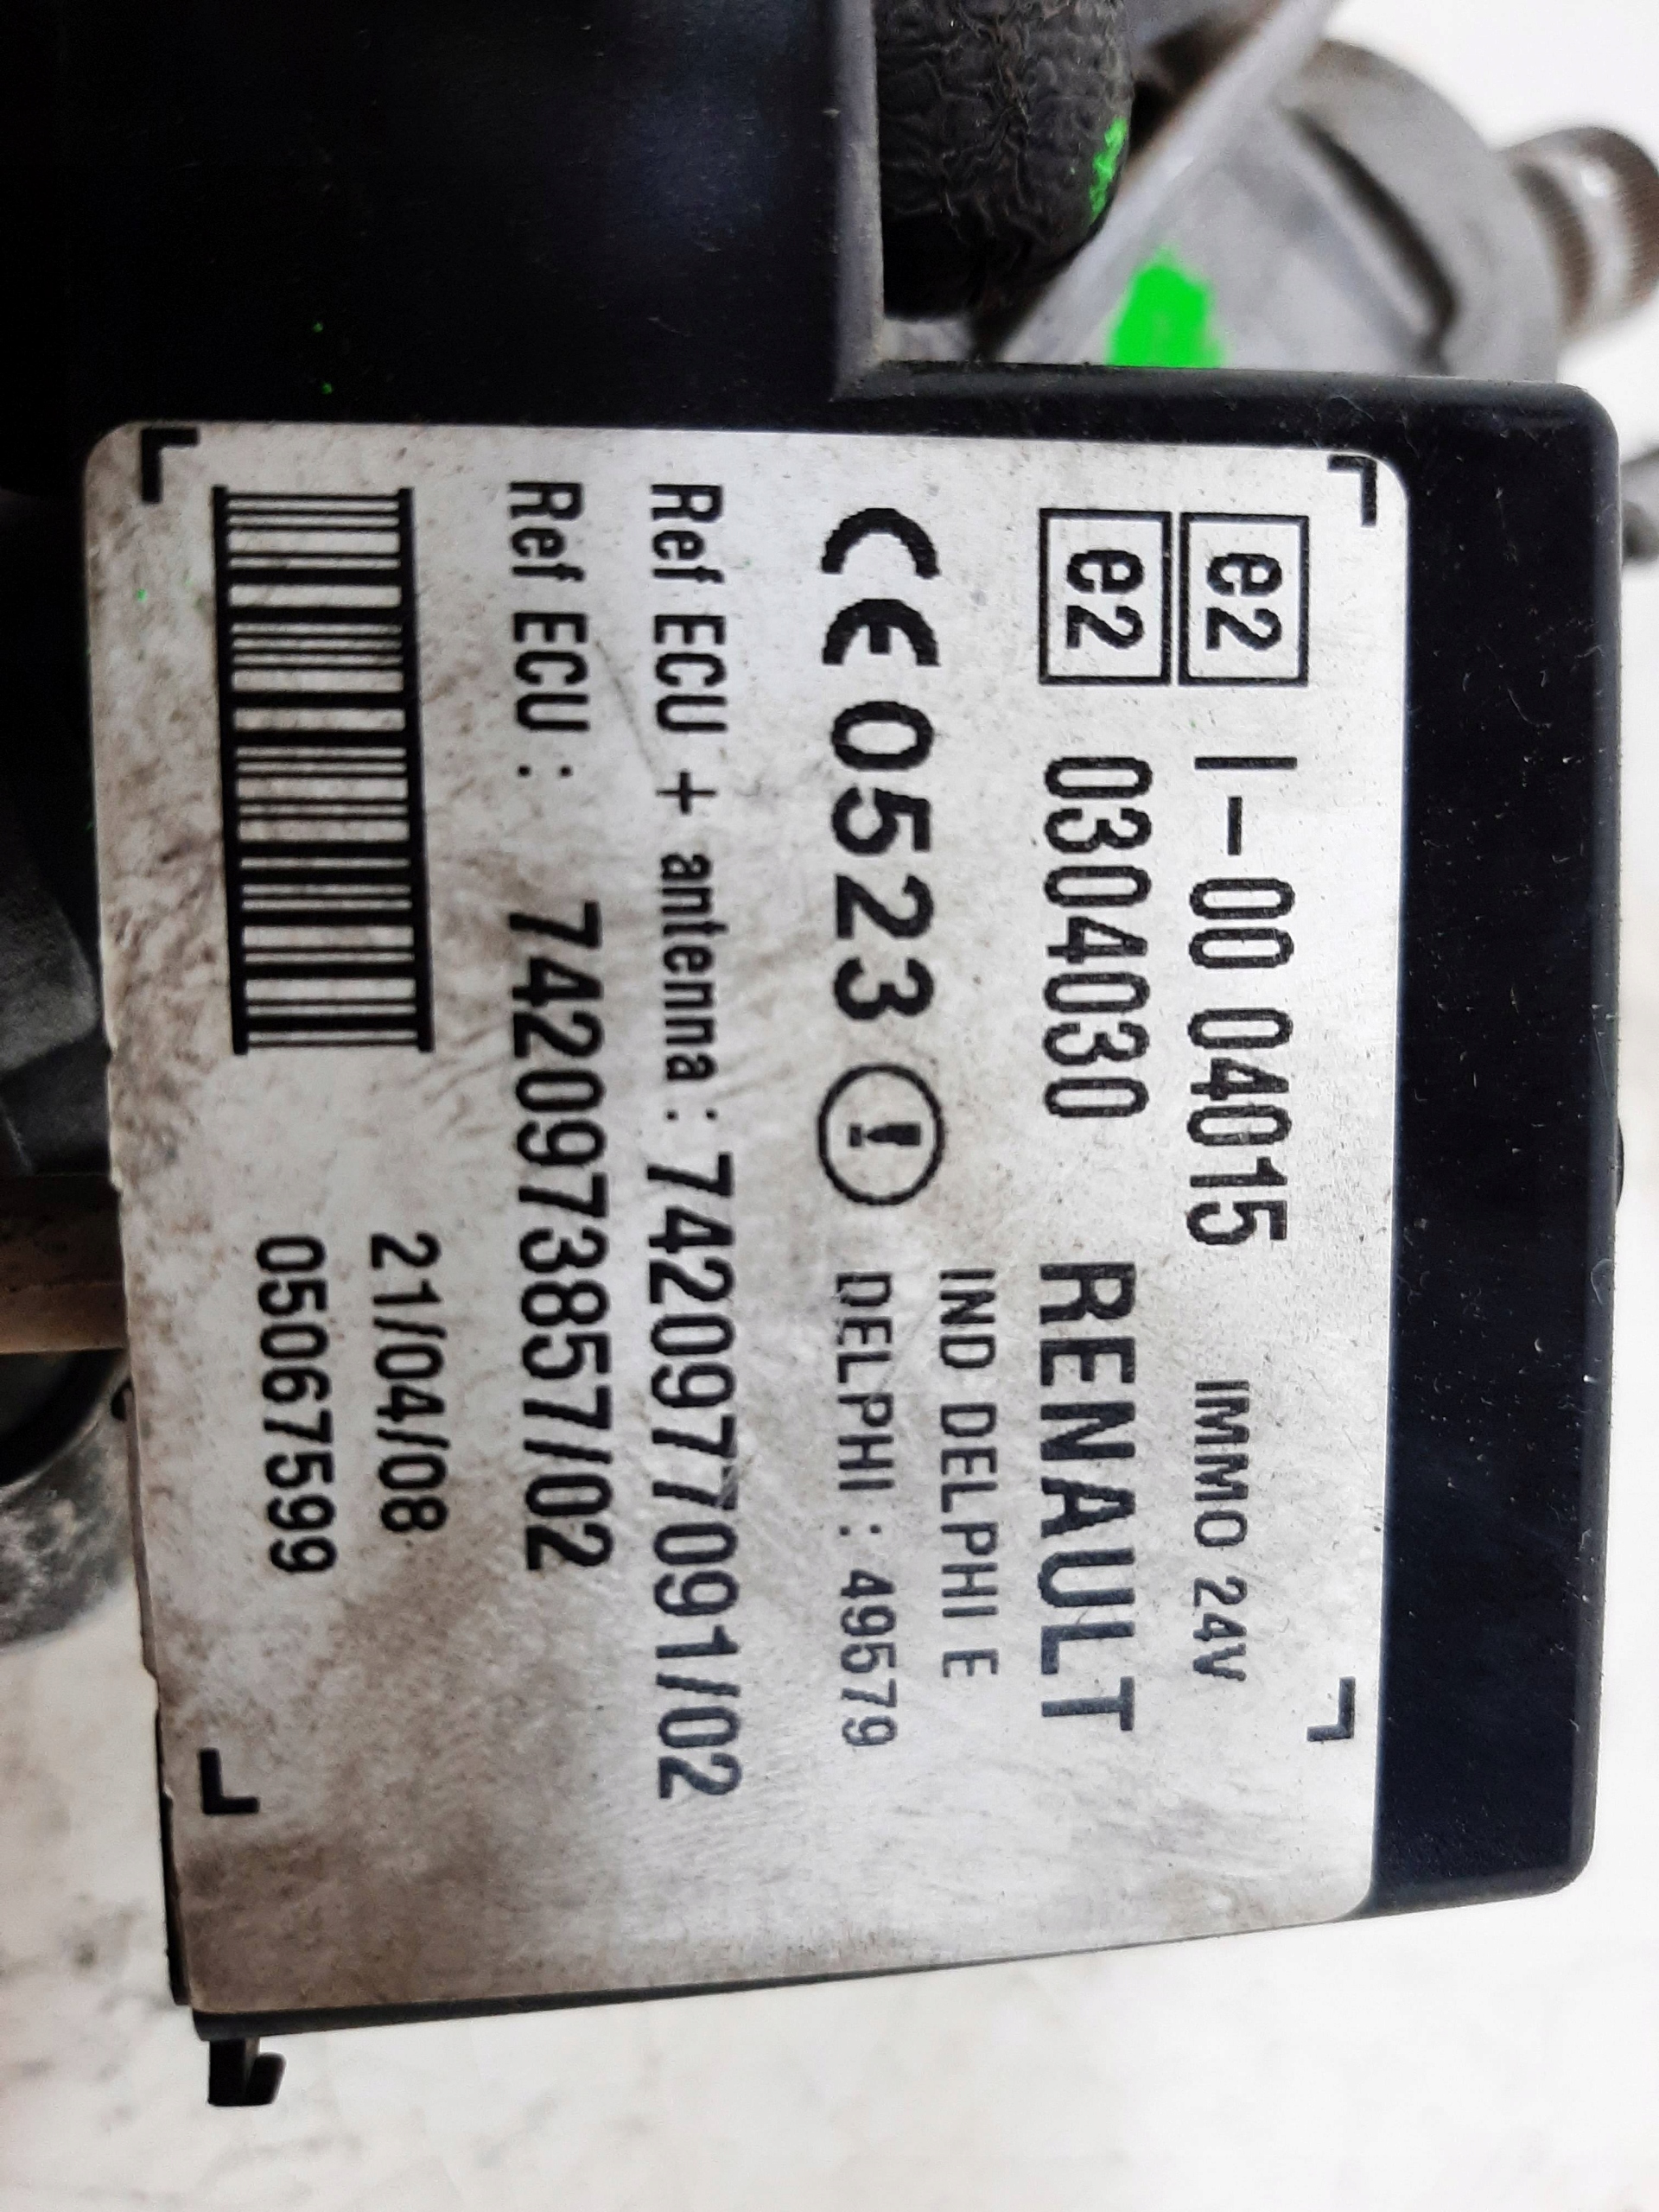 e2 I-00 04015 IMMO 24V
e2 0304030 RENAULT
IND DELPHI E
CE 0523 ! DELPHI : 49579
Ref ECU + antenna : 7420977091/02
Ref ECU : 7420973857/02
21/04/08
05067599